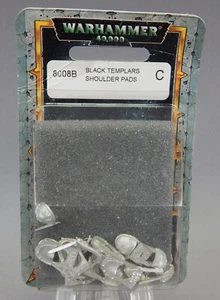 WARHAMMER
40,000
8008B BLACK TEMPLARS C
SHOULDER PADS